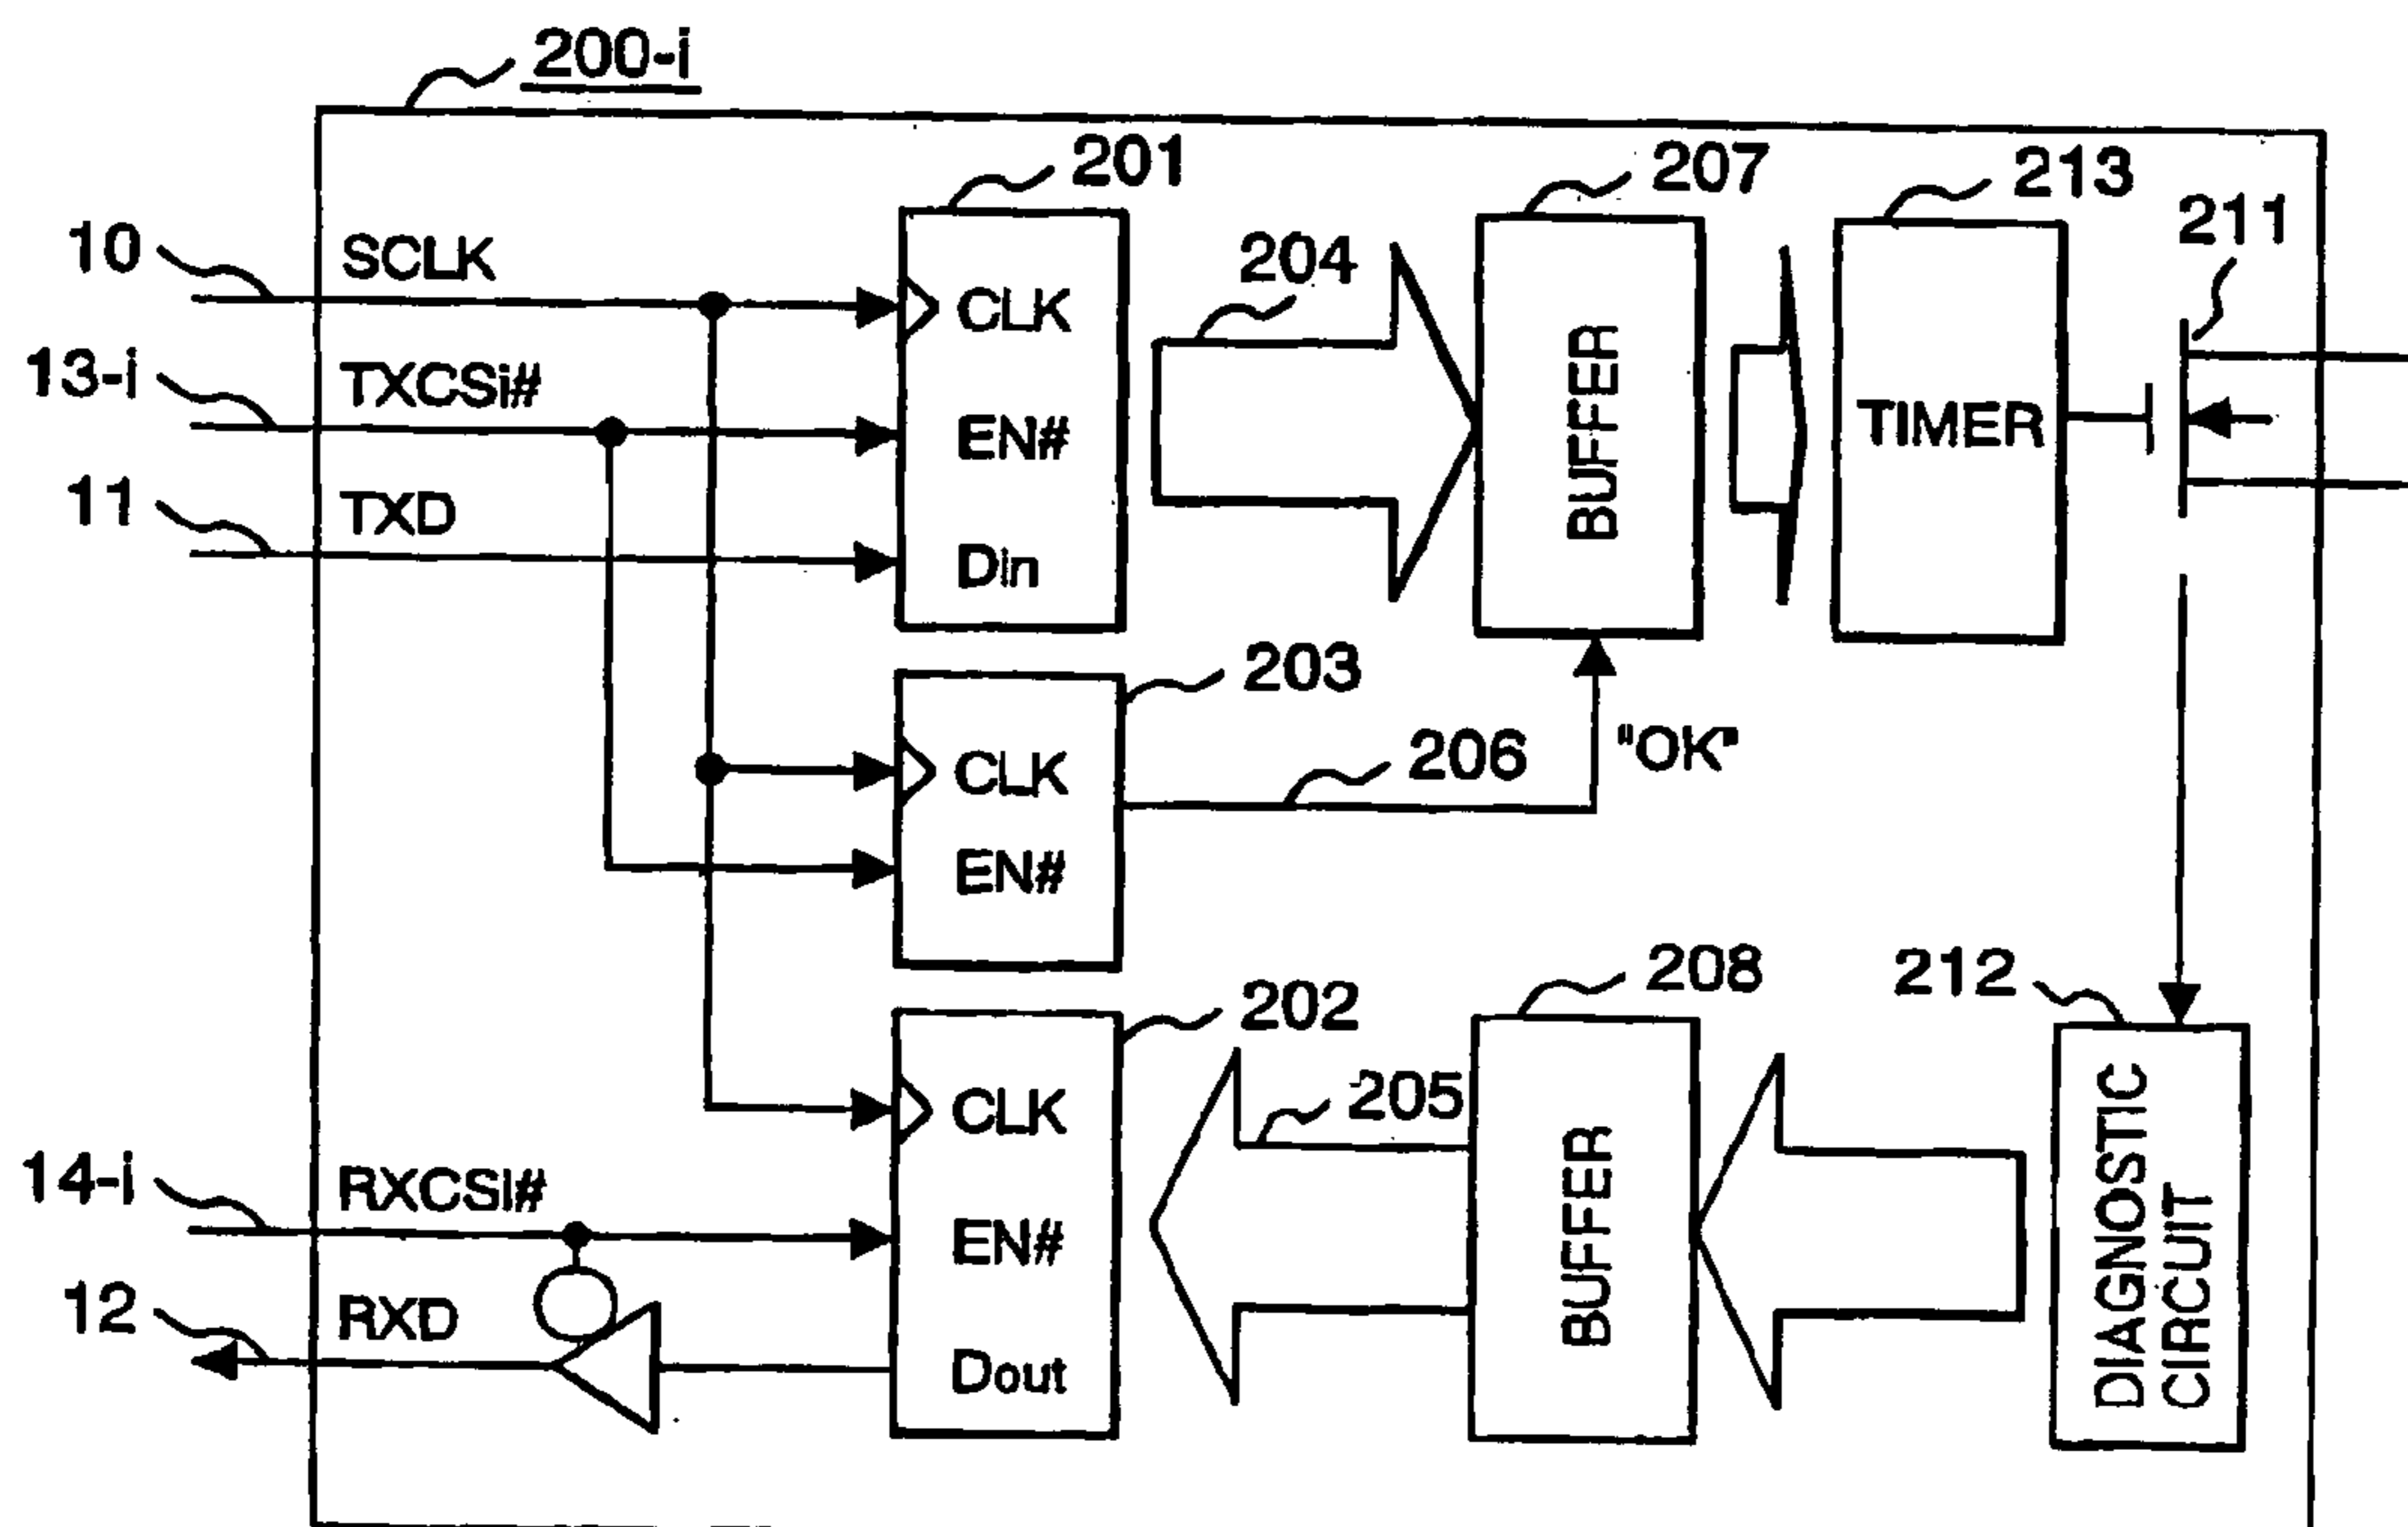 200-i
201
207
213
211
10
SCLK
CLK
204
BUFFER
TIMER
13-i
TXCSi#
EN#
11
TXD
Din
203
CLK
206
"OK"
EN#
202
208
212
CLK
205
BUFFER
DIAGNOSTIC
CIRCUIT
14-i
RXCSi#
EN#
12
RXD
Dout